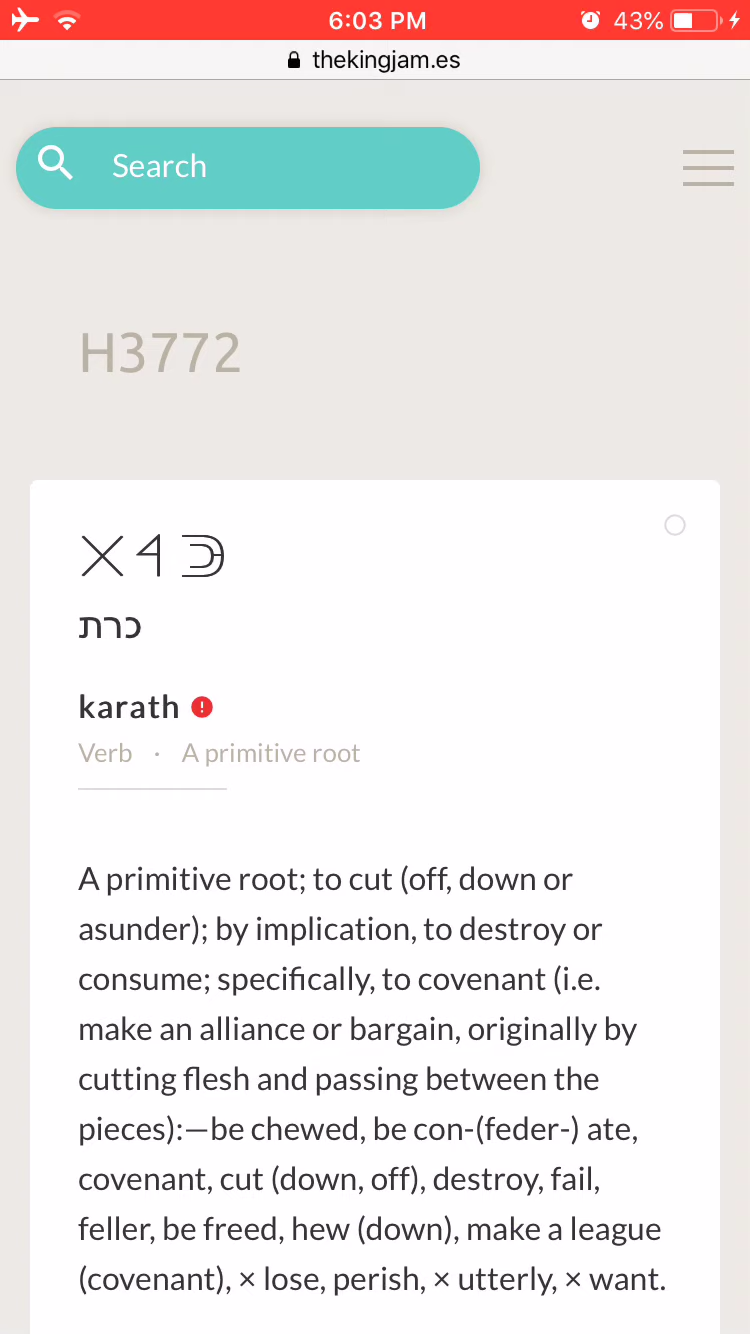 6:03 PM 43%
thekingjam.es
Search
H3772
𐤊𐤓𐤕
כרת
karath
Verb · A primitive root
A primitive root; to cut (off, down or
asunder); by implication, to destroy or
consume; specifically, to covenant (i.e.
make an alliance or bargain, originally by
cutting flesh and passing between the
pieces):—be chewed, be con-(feder-) ate,
covenant, cut (down, off), destroy, fail,
feller, be freed, hew (down), make a league
(covenant), × lose, perish, × utterly, × want.